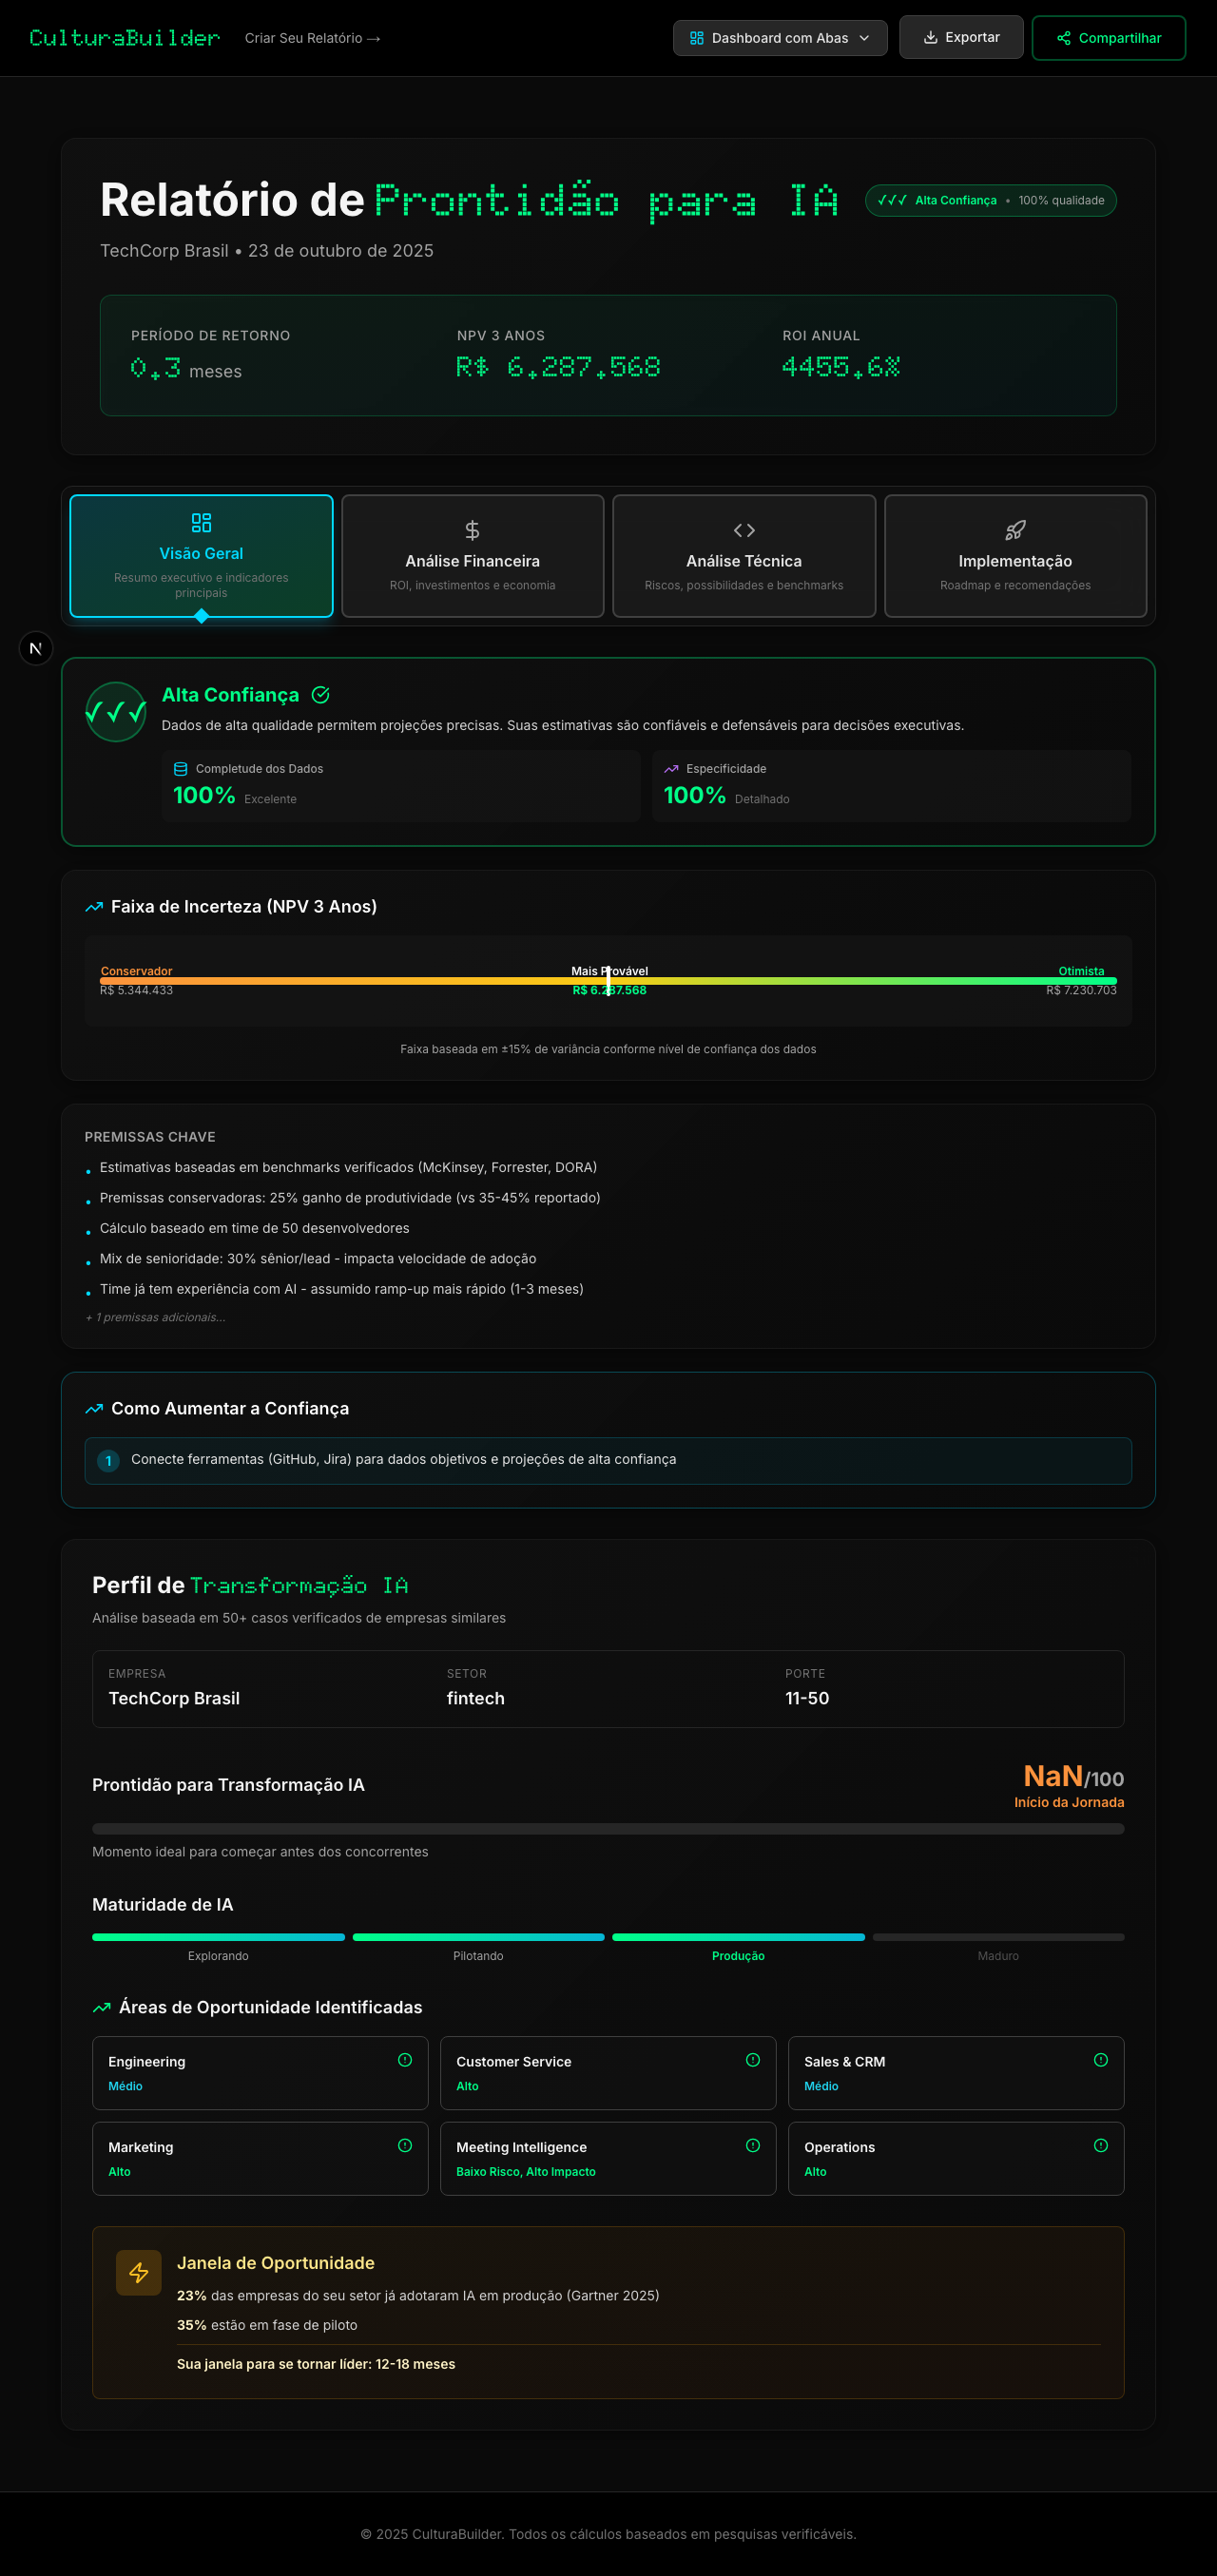 CulturaBuilder
Criar Seu Relatório →
Dashboard com Abas
Exportar
Compartilhar
Relatório de Prontidão para IA
✓✓✓ Alta Confiança • 100% qualidade
TechCorp Brasil • 23 de outubro de 2025
PERÍODO DE RETORNO
0.3 meses
NPV 3 ANOS
R$ 6.287.568
ROI ANUAL
4455.6%
Visão Geral
Resumo executivo e indicadores
principais
Análise Financeira
ROI, investimentos e economia
Análise Técnica
Riscos, possibilidades e benchmarks
Implementação
Roadmap e recomendações
N
✓✓✓
Alta Confiança
Dados de alta qualidade permitem projeções precisas. Suas estimativas são confiáveis e defensáveis para decisões executivas.
Completude dos Dados
100% Excelente
Especificidade
100% Detalhado
Faixa de Incerteza (NPV 3 Anos)
Conservador
Mais Provável
Otimista
R$ 5.344.433
R$ 6.287.568
R$ 7.230.703
Faixa baseada em ±15% de variância conforme nível de confiança dos dados
PREMISSAS CHAVE
• Estimativas baseadas em benchmarks verificados (McKinsey, Forrester, DORA)
• Premissas conservadoras: 25% ganho de produtividade (vs 35-45% reportado)
• Cálculo baseado em time de 50 desenvolvedores
• Mix de senioridade: 30% sênior/lead - impacta velocidade de adoção
• Time já tem experiência com AI - assumido ramp-up mais rápido (1-3 meses)
+ 1 premissas adicionais...
Como Aumentar a Confiança
1 Conecte ferramentas (GitHub, Jira) para dados objetivos e projeções de alta confiança
Perfil de Transformação IA
Análise baseada em 50+ casos verificados de empresas similares
EMPRESA
TechCorp Brasil
SETOR
fintech
PORTE
11-50
Prontidão para Transformação IA
NaN/100
Início da Jornada
Momento ideal para começar antes dos concorrentes
Maturidade de IA
Explorando
Pilotando
Produção
Maduro
Áreas de Oportunidade Identificadas
Engineering
Médio
Customer Service
Alto
Sales & CRM
Médio
Marketing
Alto
Meeting Intelligence
Baixo Risco, Alto Impacto
Operations
Alto
Janela de Oportunidade
23% das empresas do seu setor já adotaram IA em produção (Gartner 2025)
35% estão em fase de piloto
Sua janela para se tornar líder: 12-18 meses
© 2025 CulturaBuilder. Todos os cálculos baseados em pesquisas verificáveis.